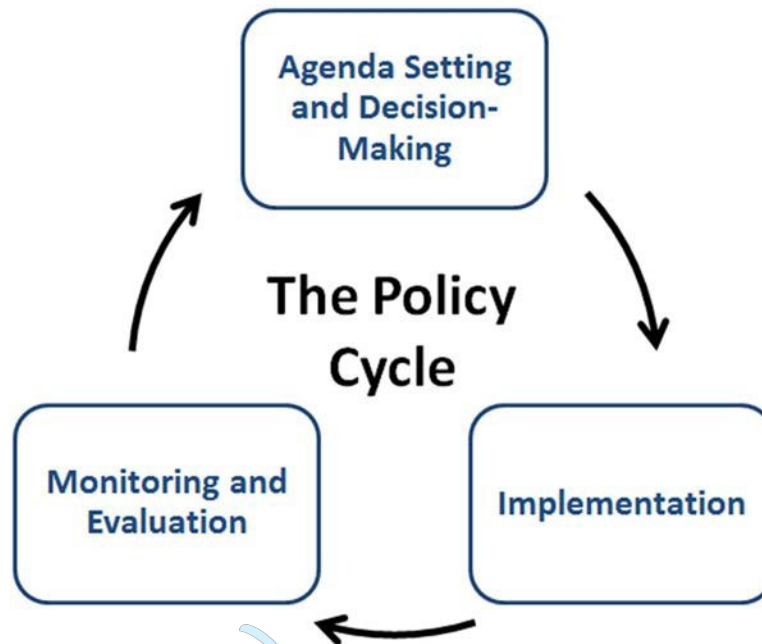 Agenda Setting
and Decision-
Making
The Policy
Cycle
Monitoring and
Evaluation
Implementation